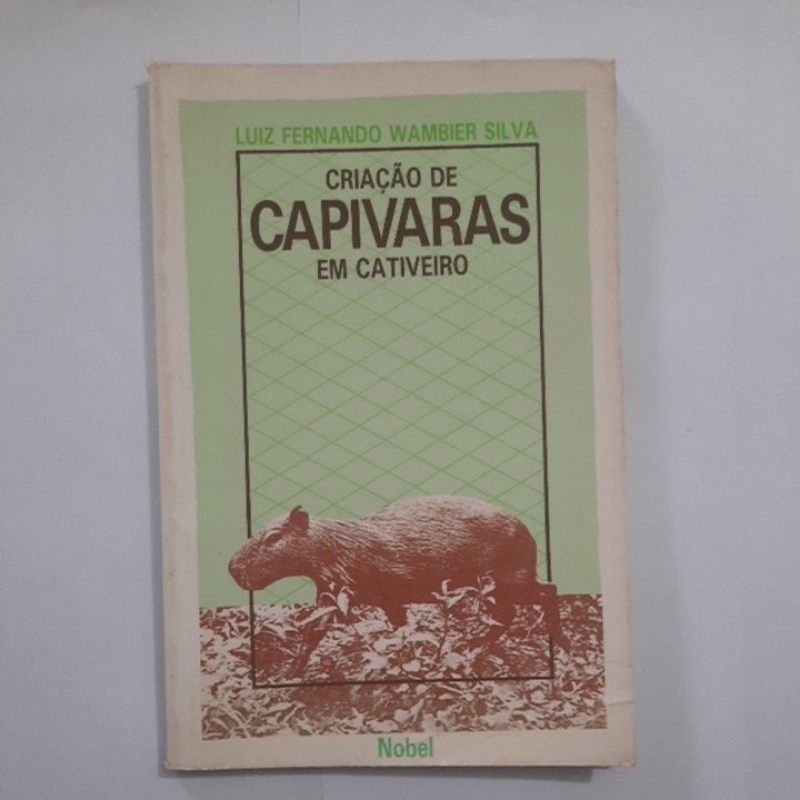 LUIZ FERNANDO WAMBIER SILVA
CRIAÇÃO DE
CAPIVARAS
EM CATIVEIRO
Nobel